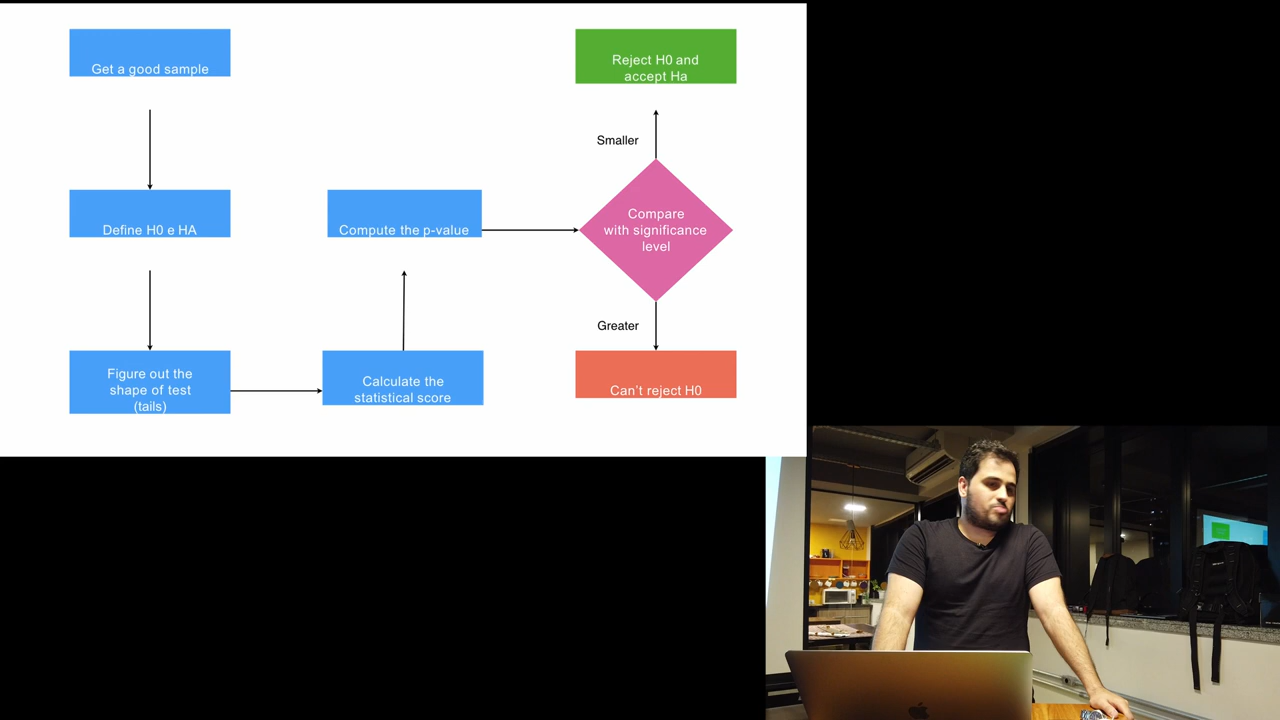 Get a good sample
Define H0 e HA
Figure out the
shape of test
(tails)
Calculate the
statistical score
Compute the p-value
Compare
with significance
level
Smaller
Reject H0 and
accept Ha
Greater
Can't reject H0